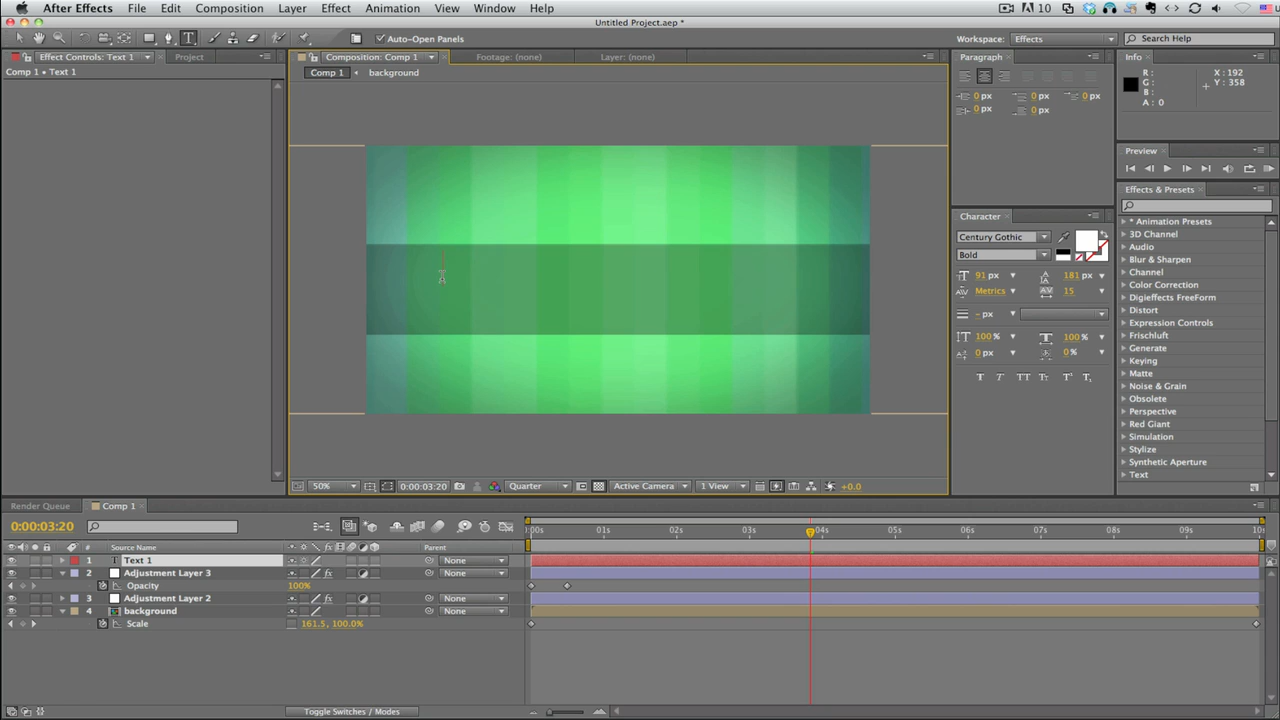 After Effects File Edit Composition Layer Effect Animation View Window Help 10
Untitled Project.aep *
Auto-Open Panels Workspace: Effects Search Help
Effect Controls: Text 1 Project Composition: Comp 1 Footage: (none) Layer: (none) Paragraph Info
Comp 1 • Text 1 Comp 1 background
R: X: 192
G: Y: 358
B:
A: 0
0 px 0 px 0 px
0 px 0 px
Preview
Effects & Presets
Character
Century Gothic
Bold
91 px 181 px
Metrics 15
- px
100 % 100 %
0 px 0 %
T T TT Tt T¹ T,
* Animation Presets
3D Channel
Audio
Blur & Sharpen
Channel
Color Correction
Digieffects FreeForm
Distort
Expression Controls
Frischluft
Generate
Keying
Matte
Noise & Grain
Obsolete
Perspective
Red Giant
Simulation
Stylize
Synthetic Aperture
Text
50% 0:00:03:20 Quarter Active Camera 1 View +0.0
Render Queue Comp 1
0:00:03:20 :00s 01s 02s 03s 04s 05s 06s 07s 08s 09s 10s
# Source Name Parent
1 T Text 1 None
2 Adjustment Layer 3 None
Opacity 100%
3 Adjustment Layer 2 None
4 background None
Scale 161.5, 100.0%
Toggle Switches / Modes